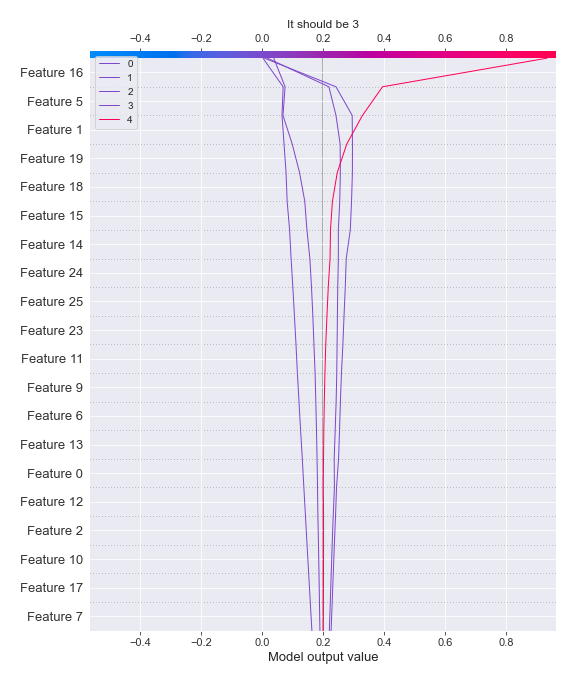 It should be 3
−0.4 −0.2 0.0 0.2 0.4 0.6 0.8
0
1
2
3
4
Feature 16
Feature 5
Feature 1
Feature 19
Feature 18
Feature 15
Feature 14
Feature 24
Feature 25
Feature 23
Feature 11
Feature 9
Feature 6
Feature 13
Feature 0
Feature 12
Feature 2
Feature 10
Feature 17
Feature 7
−0.4 −0.2 0.0 0.2 0.4 0.6 0.8
Model output value